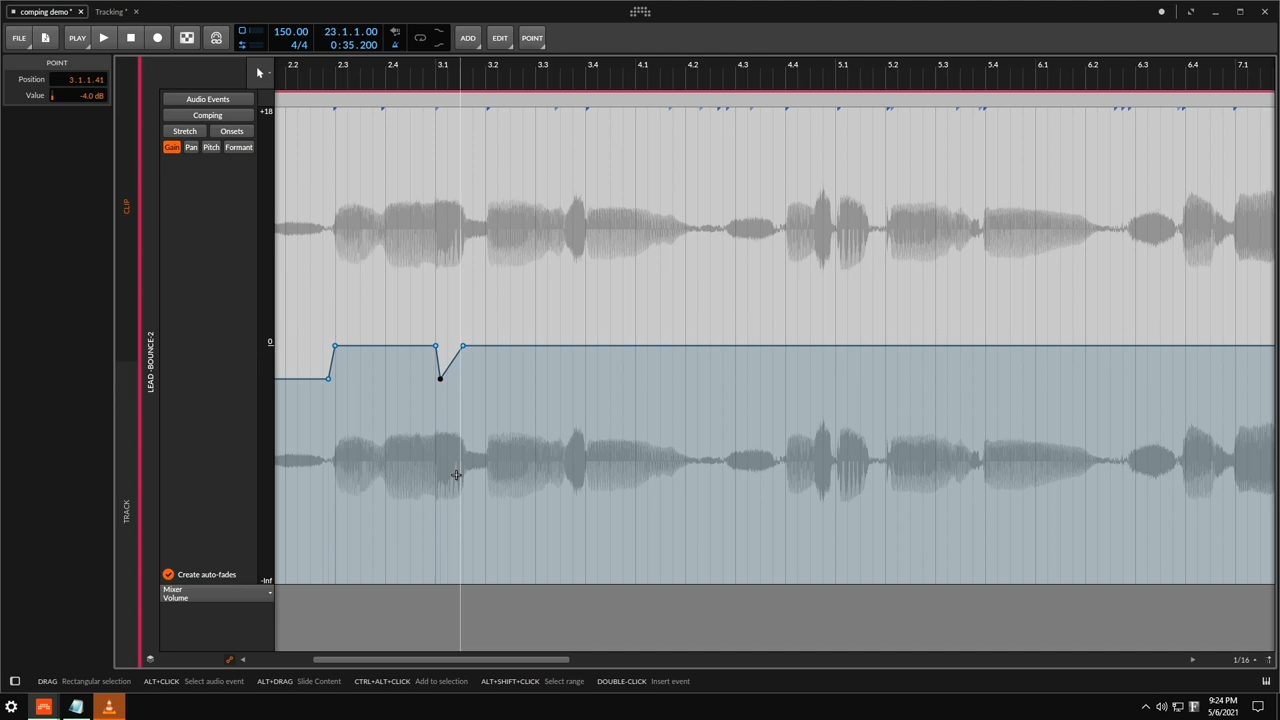 comping demo *
Tracking *
FILE
PLAY
150.00
4/4
23.1.1.00
0:35.200
ADD
EDIT
POINT
POINT
Position
3.1.1.41
Value
-4.0 dB
2.2
2.3
2.4
3.1
3.2
3.3
3.4
4.1
4.2
4.3
4.4
5.1
5.2
5.3
5.4
6.1
6.2
6.3
6.4
7.1
Audio Events
Comping
Stretch
Onsets
Gain
Pan
Pitch
Formant
+18
0
-Inf
CLIP
TRACK
LEAD -BOUNCE-2
Create auto-fades
Mixer
Volume
1/16
DRAG Rectangular selection
ALT+CLICK Select audio event
ALT+DRAG Slide Content
CTRL+ALT+CLICK Add to selection
ALT+SHIFT+CLICK Select range
DOUBLE-CLICK Insert event
9:24 PM
5/6/2021